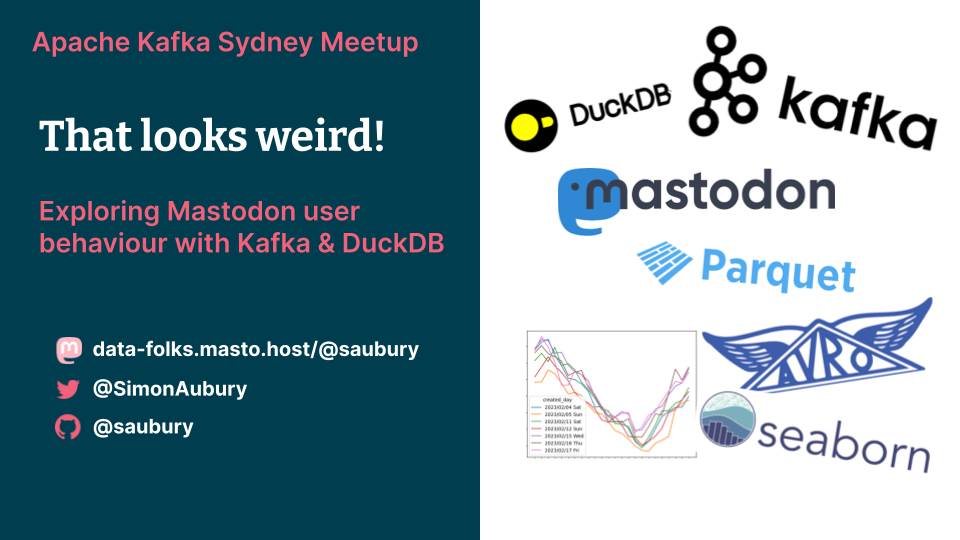 Apache Kafka Sydney Meetup
That looks weird!
Exploring Mastodon user
behaviour with Kafka & DuckDB
data-folks.masto.host/@saubury
@SimonAubury
@saubury
DuckDB
kafka
mastodon
Parquet
AVRO
created_day
2023/02/04 Sat
2023/02/05 Sun
2023/02/11 Sat
2023/02/12 Sun
2023/02/15 Wed
2023/02/16 Thu
2023/02/17 Fri
seaborn